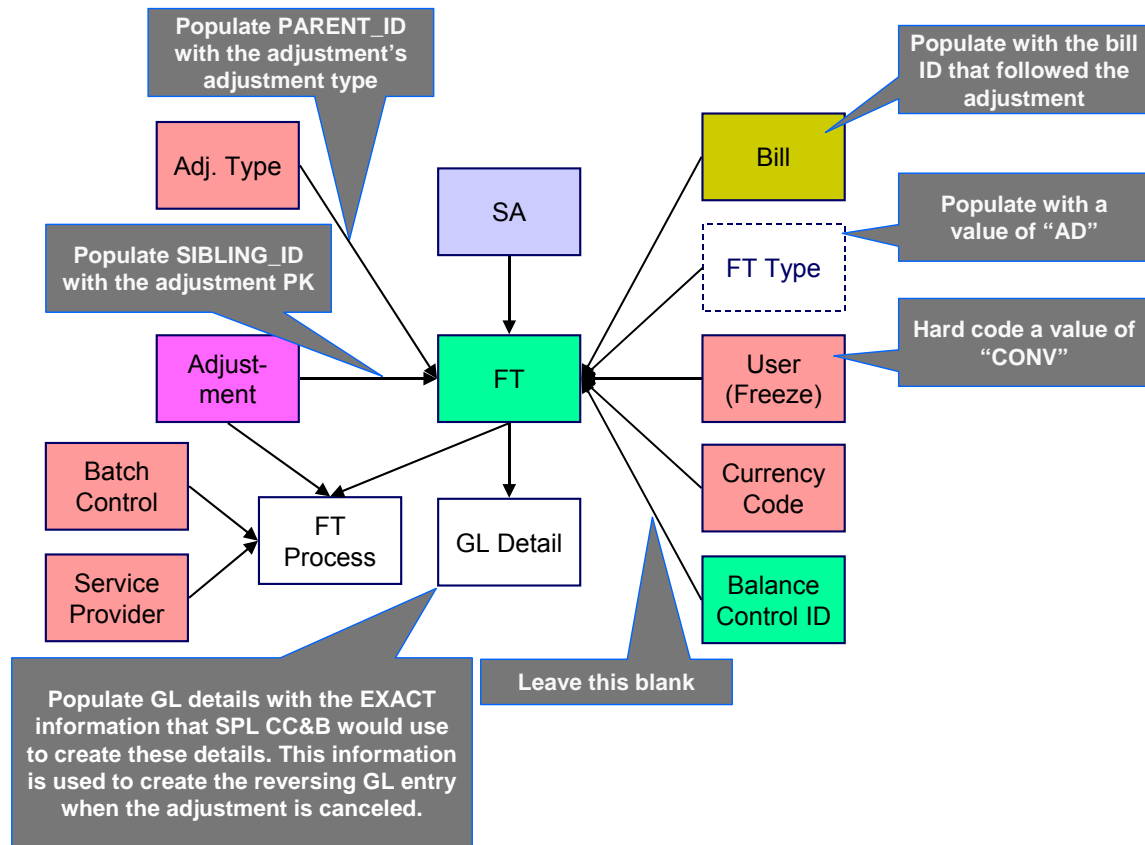 Populate PARENT_ID
with the adjustment's
adjustment type
Populate with the bill
ID that followed the
adjustment
Adj. Type
SA
Bill
Populate SIBLING_ID
with the adjustment PK
Populate with a
value of “AD”
FT Type
Adjust-
ment
FT
User
(Freeze)
Hard code a value of
“CONV”
Batch
Control
FT
Process
GL Detail
Currency
Code
Service
Provider
Balance
Control ID
Populate GL details with the EXACT
information that SPL CC&B would use
to create these details. This information
is used to create the reversing GL entry
when the adjustment is canceled.
Leave this blank